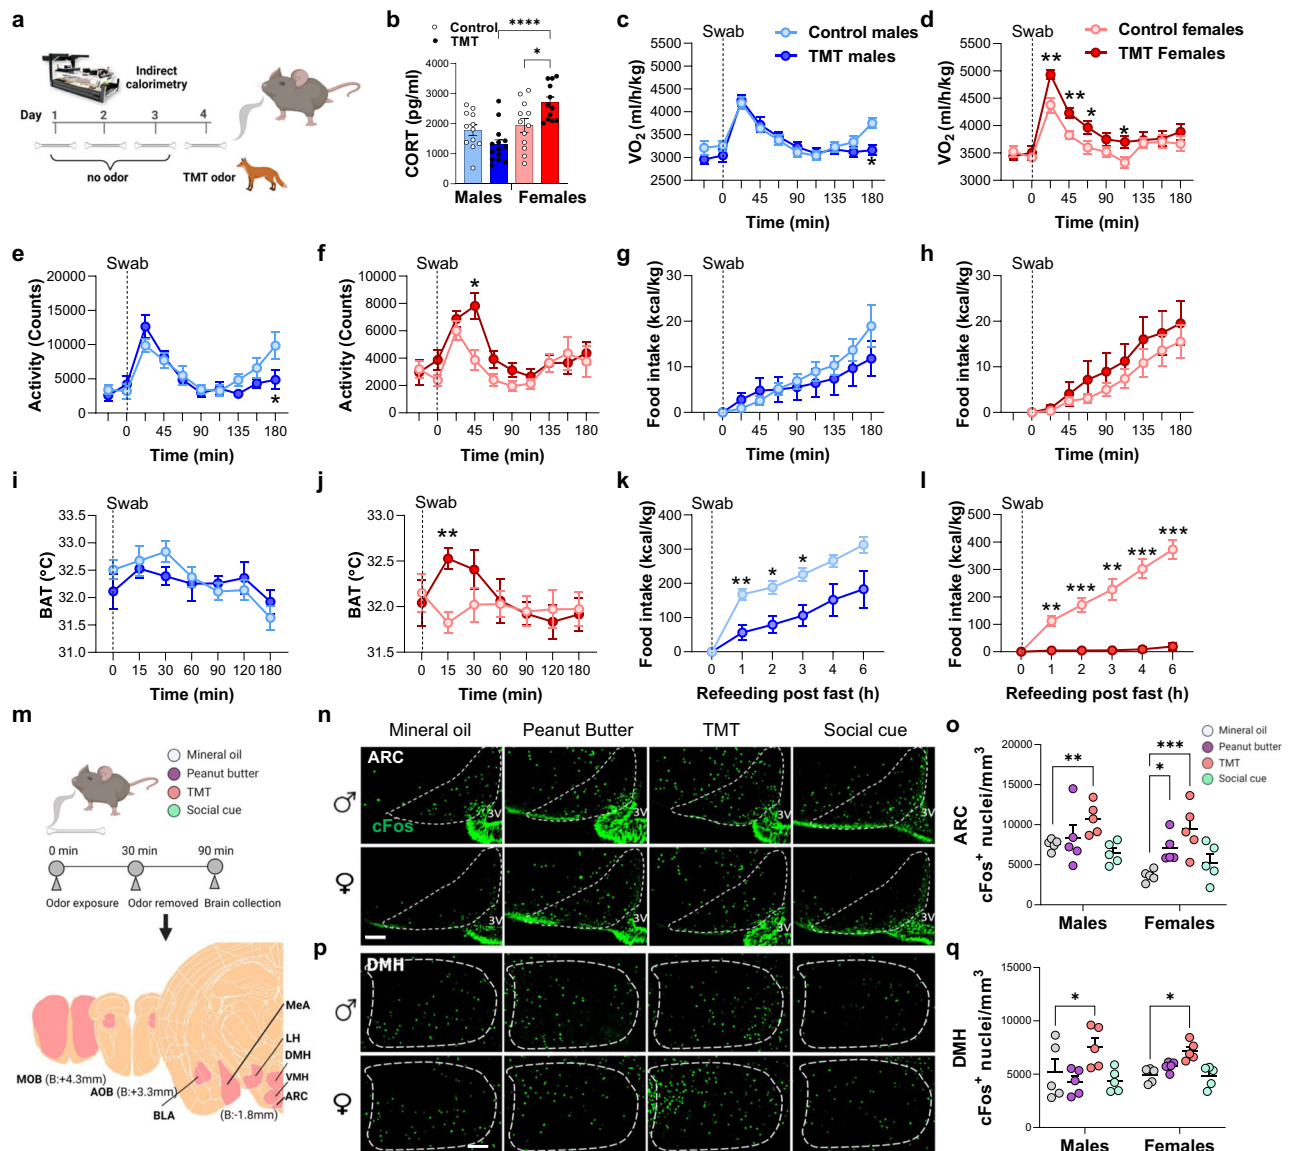 a
Indirect
calorimetry
Day 1 2 3 4
no odor
TMT odor
b
Control
TMT
****
*
CORT (pg/ml)
4000
3000
2000
1000
0
Males Females
c
Swab
Control males
TMT males
VO2 (ml/h/kg)
5500
5000
4500
4000
3500
3000
2500
*
0 45 90 135 180
Time (min)
d
Swab
Control females
TMT Females
VO2 (ml/h/kg)
5500
5000
4500
4000
3500
3000
** ** * *
0 45 90 135 180
Time (min)
e
Swab
Activity (Counts)
20000
15000
10000
5000
0
*
0 45 90 135 180
Time (min)
f
Swab
Activity (Counts)
10000
8000
6000
4000
2000
0
*
0 45 90 135 180
Time (min)
g
Swab
Food intake (kcal/kg)
30
20
10
0
0 45 90 135 180
Time (min)
h
Swab
Food intake (kcal/kg)
30
20
10
0
0 45 90 135 180
Time (min)
i
Swab
BAT (°C)
33.5
33.0
32.5
32.0
31.5
31.0
0 15 30 60 90 120 180
Time (min)
j
Swab
BAT (°C)
33.0
32.5
32.0
31.5
**
0 15 30 60 90 120 180
Time (min)
k
Swab
Food intake (kcal/kg)
400
300
200
100
0
** * *
0 1 2 3 4 6
Refeeding post fast (h)
l
Swab
Food intake (kcal/kg)
500
400
300
200
100
0
** *** ** *** ***
0 1 2 3 4 6
Refeeding post fast (h)
m
Mineral oil
Peanut Butter
TMT
Social cue
0 min 30 min 90 min
Odor exposure Odor removed Brain collection
MeA
LH
DMH
VMH
ARC
MOB (B:+4.3mm)
AOB (B:+3.3mm)
BLA
(B:-1.8mm)
n
Mineral oil Peanut Butter TMT Social cue
ARC
cFos
3V 3V 3V 3V
♂
♀
3V 3V 3V 3V
o
Mineral oil
Peanut butter
TMT
Social cue
ARC
cFos+ nuclei/mm3
20000
15000
10000
5000
0
** * ***
Males Females
p
DMH
♂
♀
q
DMH
cFos+ nuclei/mm3
15000
10000
5000
0
* *
Males Females